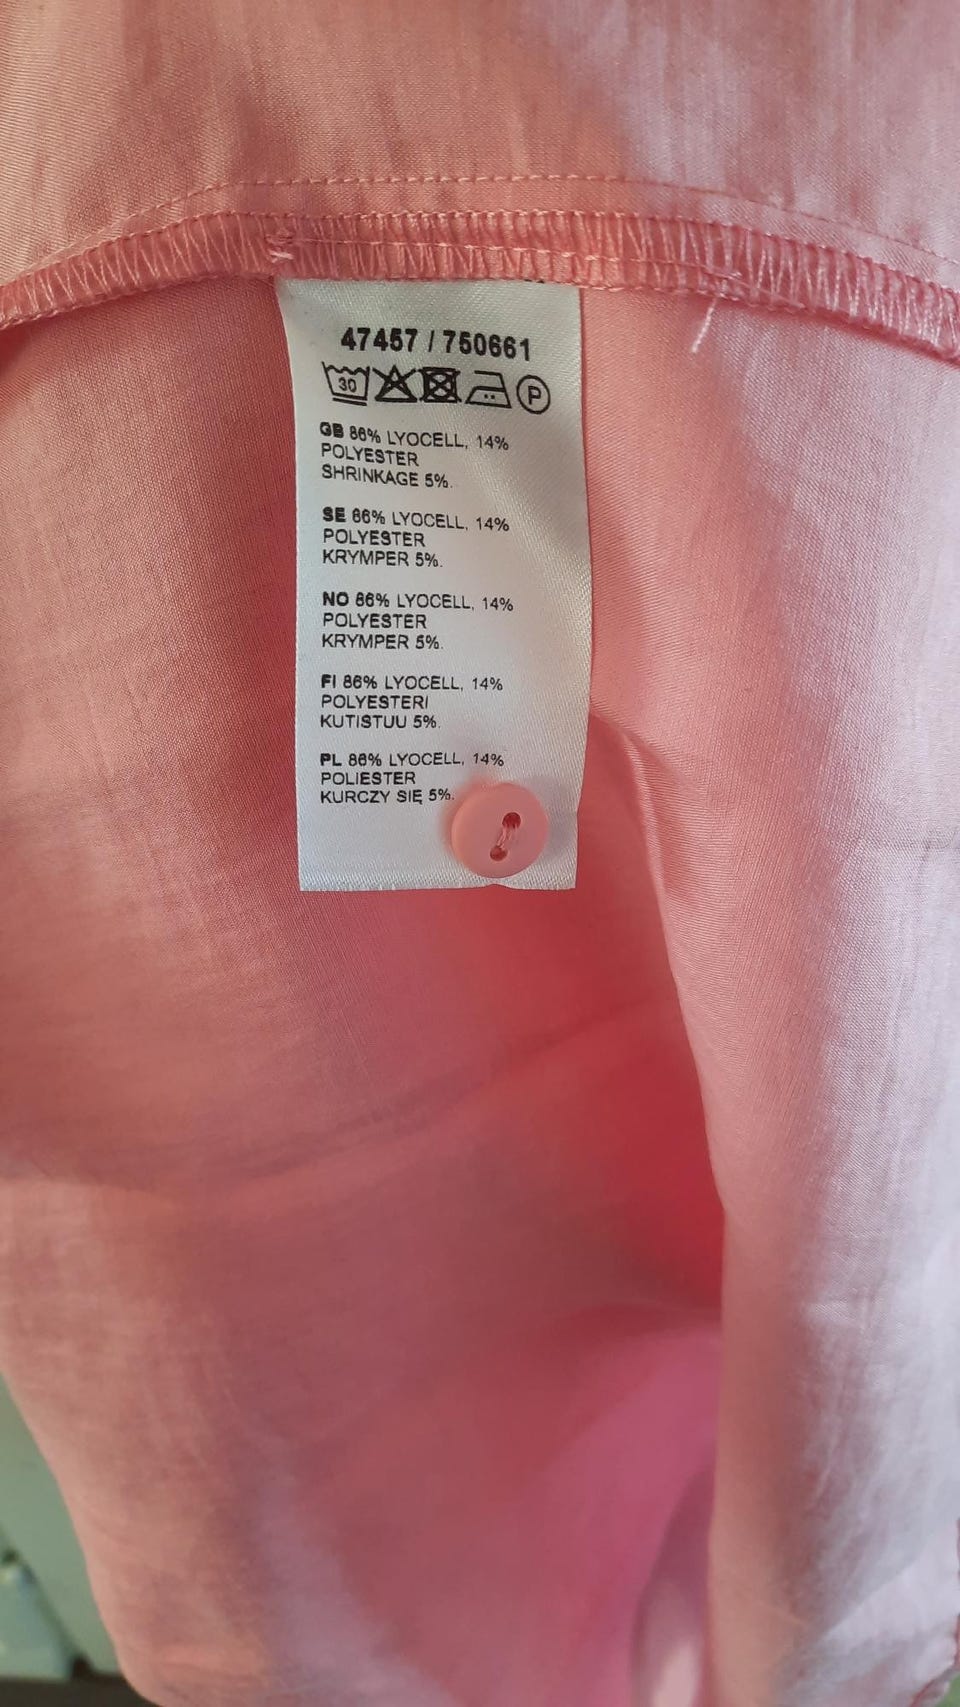 47457 / 750661
30 P
GB 86% LYOCELL, 14%
POLYESTER
SHRINKAGE 5%.
SE 86% LYOCELL, 14%
POLYESTER
KRYMPER 5%.
NO 86% LYOCELL, 14%
POLYESTER
KRYMPER 5%.
FI 86% LYOCELL, 14%
POLYESTERI
KUTISTUU 5%.
PL 86% LYOCELL, 14%
POLIESTER
KURCZY SIĘ 5%.